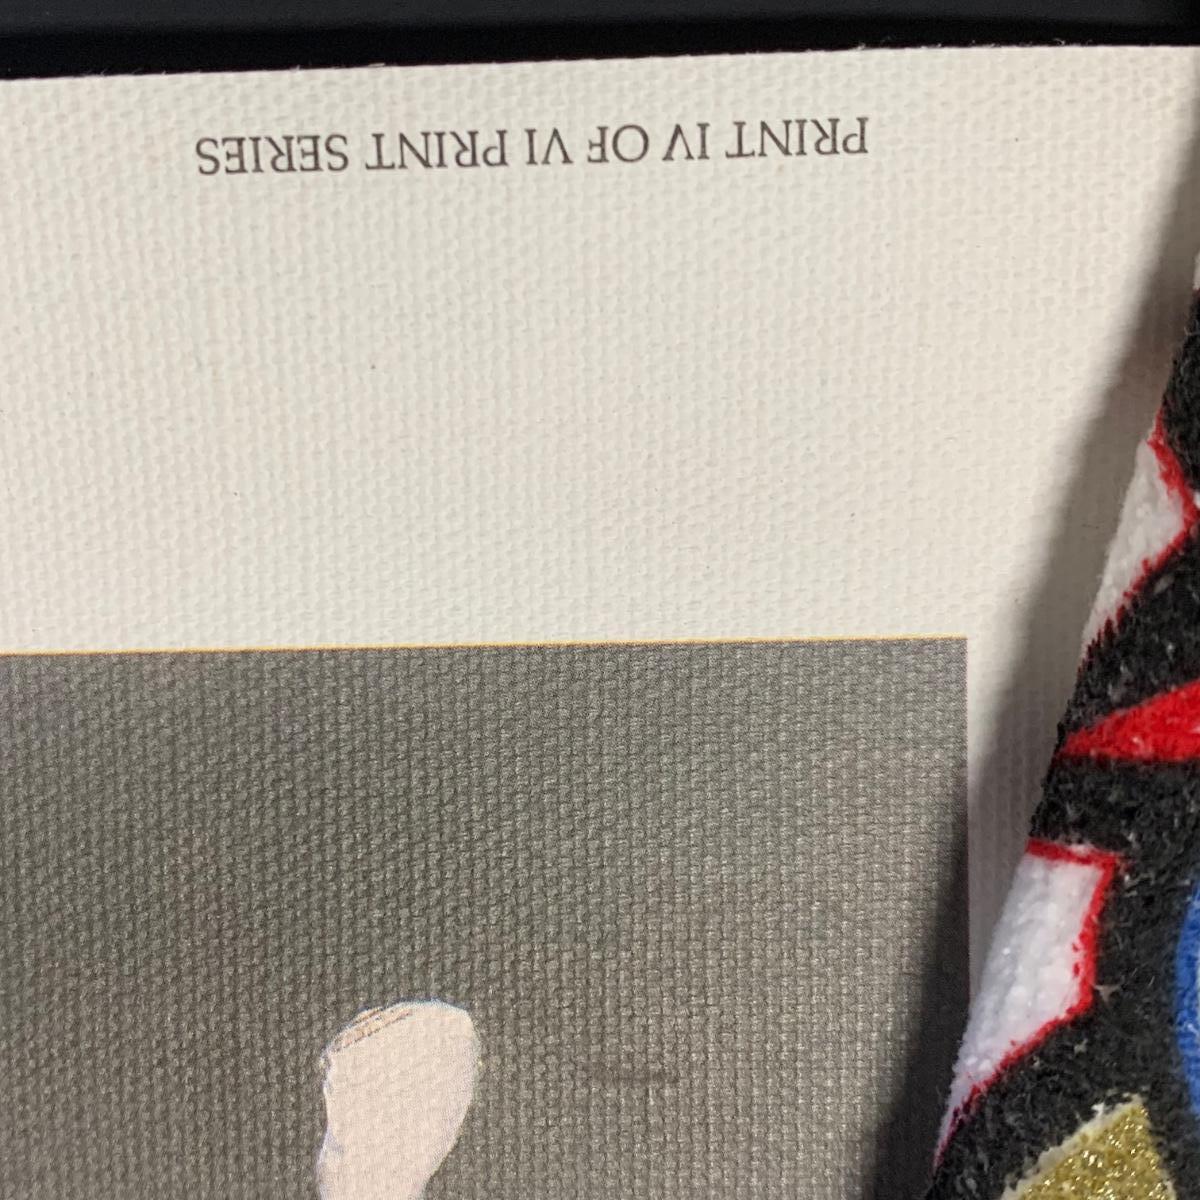 PRINT IV OF VI PRINT SERIES